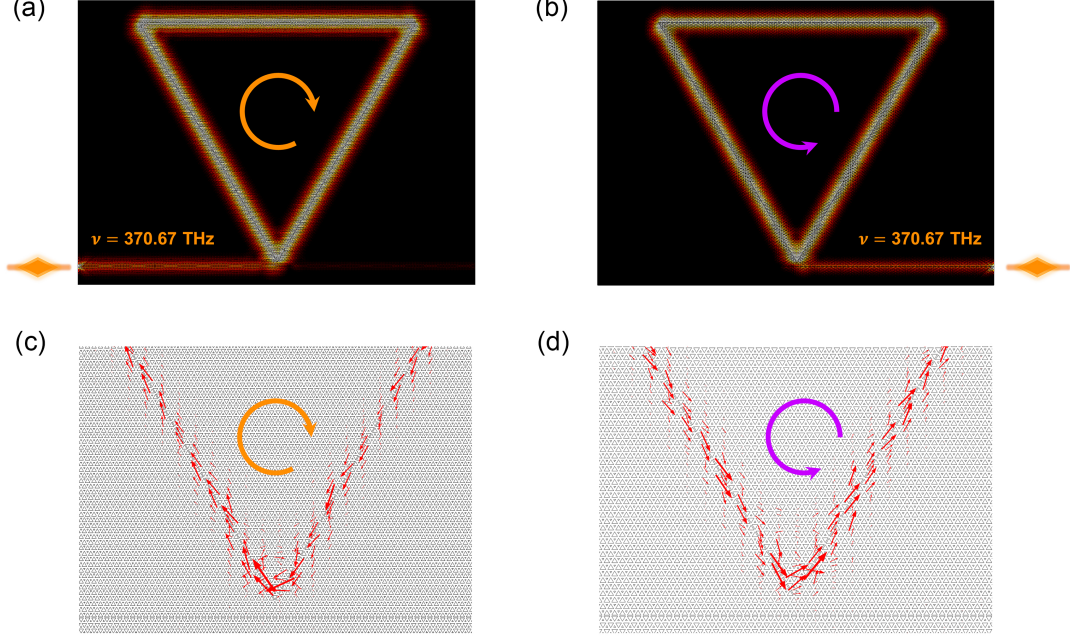 (a)
(b)
ν = 370.67 THz
ν = 370.67 THz
(c)
(d)